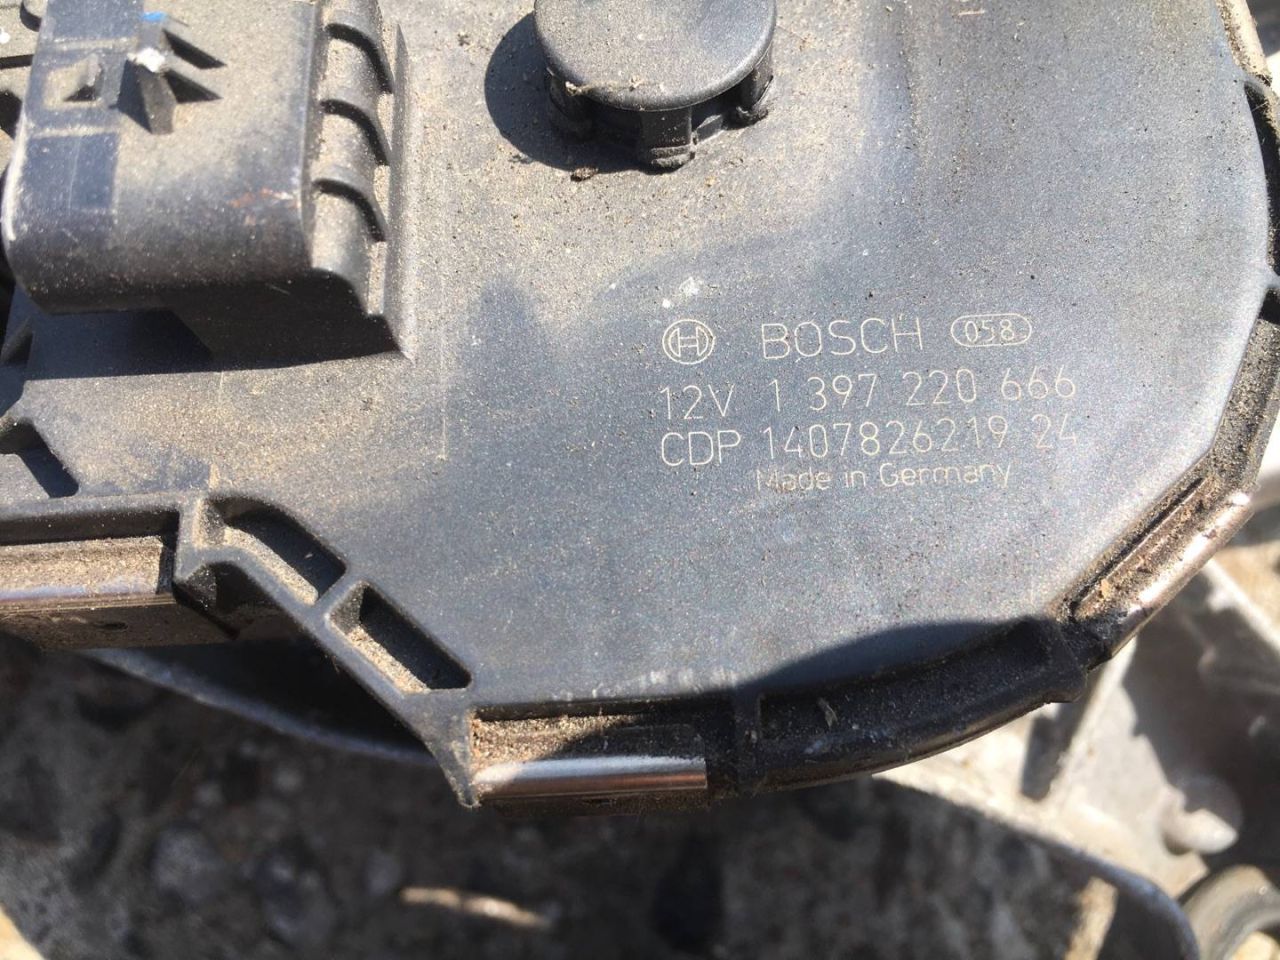 BOSCH 058
12V 1 397 220 666
CDP 1407826219 24
Made in Germany